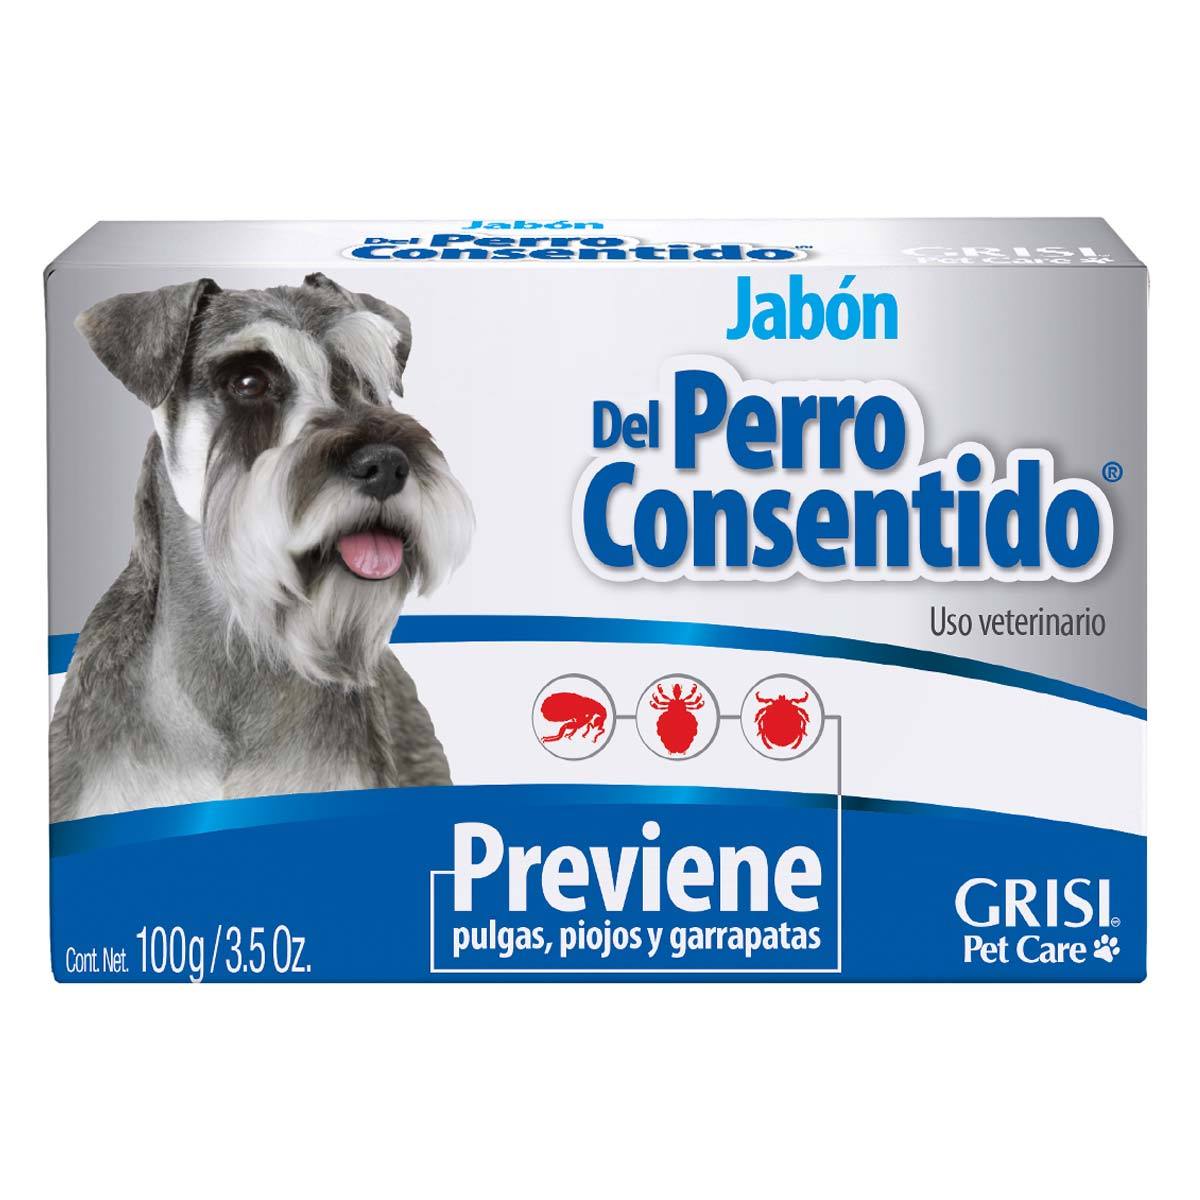 Jabón
Del Perro
Consentido
GRISI
Pet Care
Jabón
Del Perro
Consentido®
Uso veterinario
Previene
pulgas, piojos y garrapatas
Cont. Net. 100g/3.5 Oz.
GRISI
Pet Care